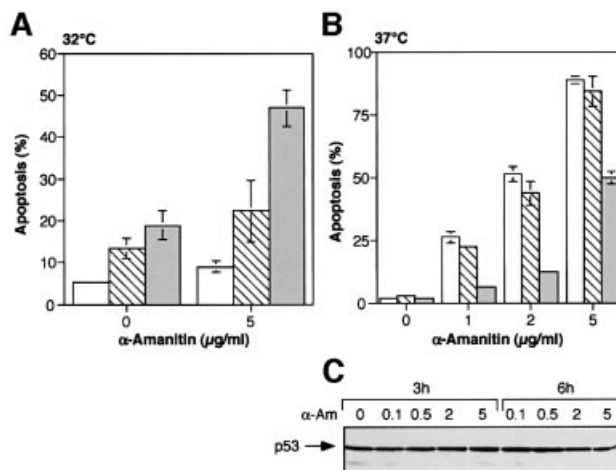 A
32°C
Apoptosis (%)
60
50
40
30
20
10
0
0 5
α-Amanitin (μg/ml)
B
37°C
Apoptosis (%)
100
75
50
25
0
0 1 2 5
α-Amanitin (μg/ml)
C
3h 6h
α-Am 0 0.1 0.5 2 5 0.1 0.5 2 5
p53